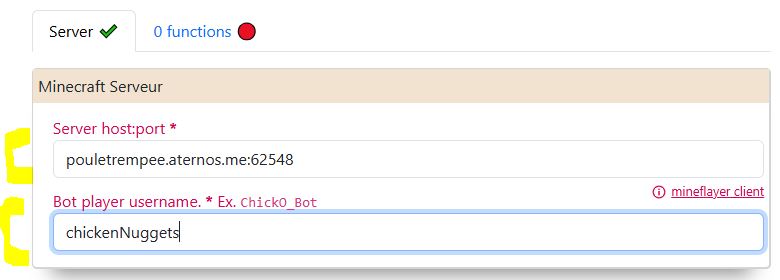 Server
0 functions
Minecraft Serveur
Server host:port *
pouletrempee.aternos.me:62548
mineflayer client
Bot player username. * Ex. ChickO_Bot
chickenNuggets